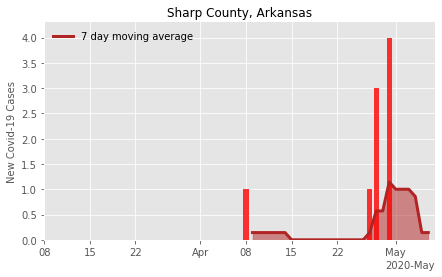 Sharp County, Arkansas
7 day moving average
New Covid-19 Cases
4.0
3.5
3.0
2.5
2.0
1.5
1.0
0.5
0.0
08 15 22 Apr 08 15 22 May
2020-May